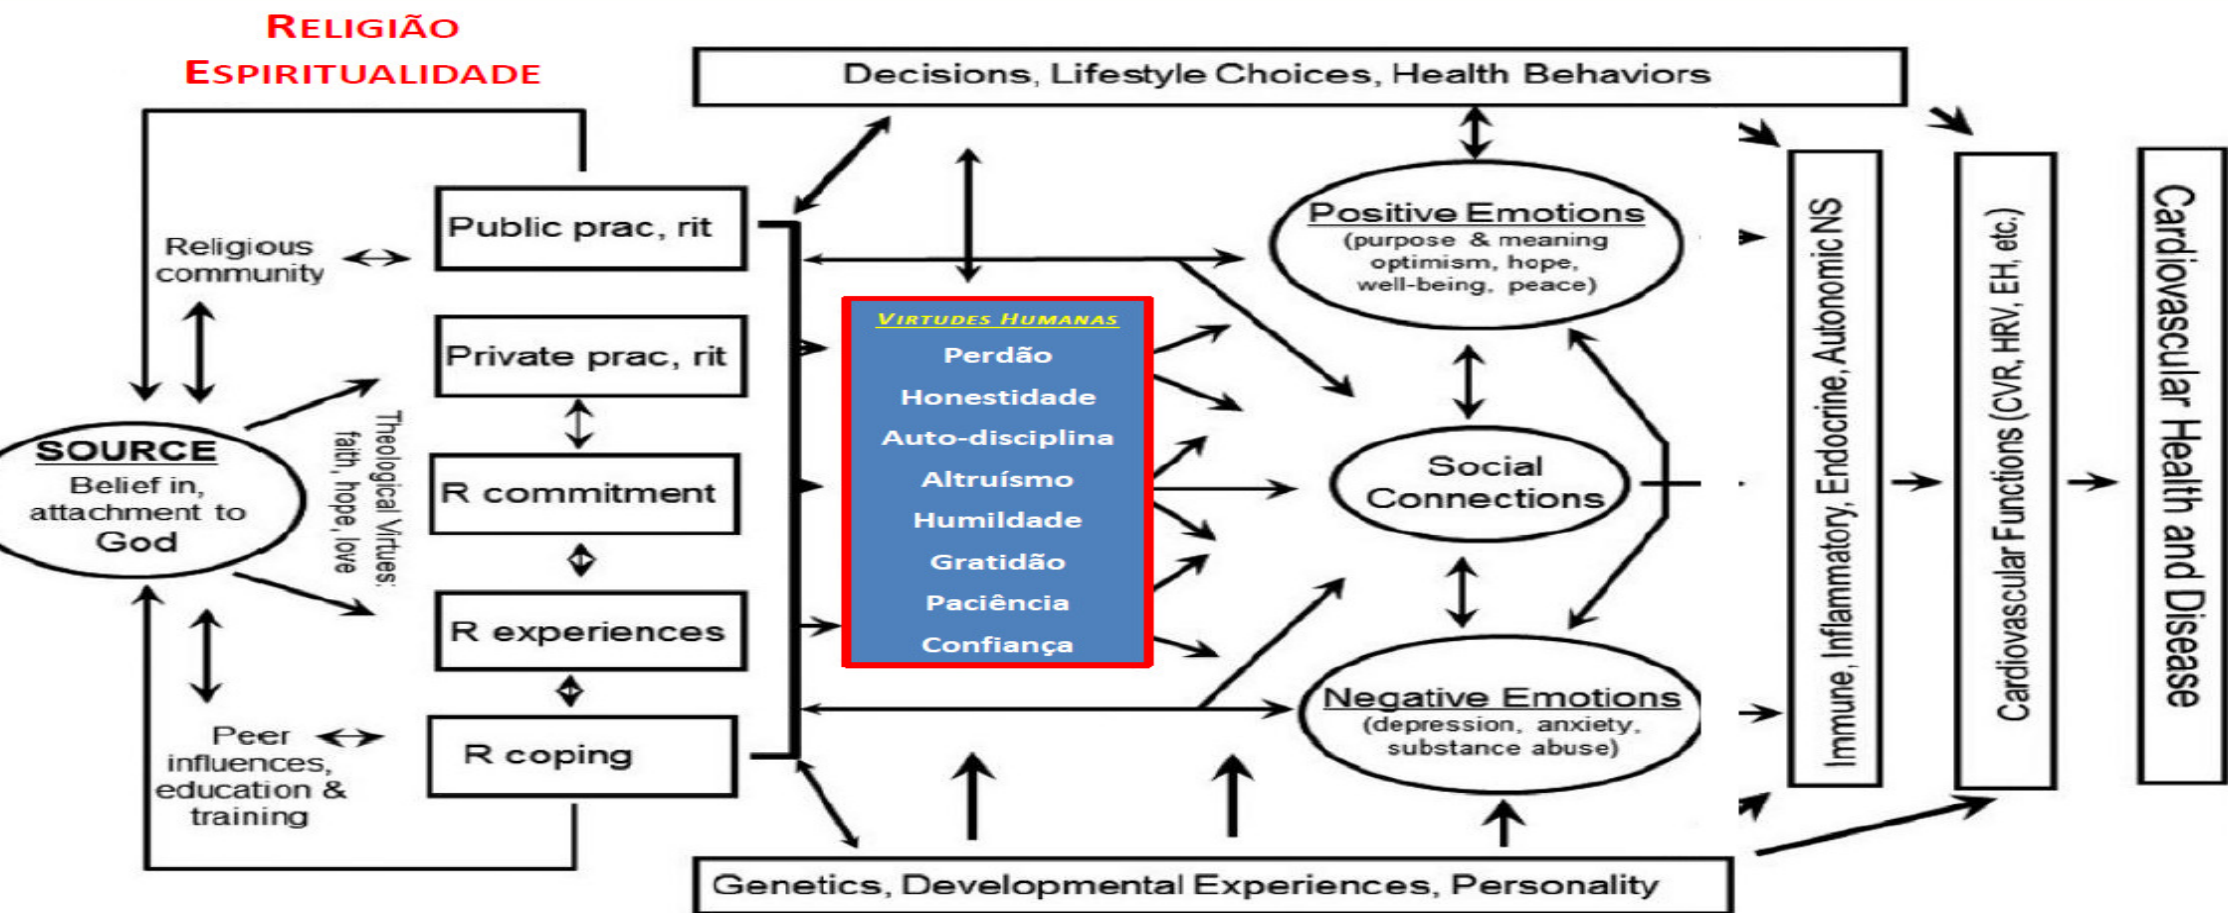 RELIGIÃO
ESPIRITUALIDADE
Decisions, Lifestyle Choices, Health Behaviors
Religious
community
Public prac, rit
Private prac, rit
R commitment
R experiences
R coping
SOURCE
Belief in,
attachment to
God
Theological Virtues:
faith, hope, love
Peer
influences,
education &
training
VIRTUDES HUMANAS
Perdão
Honestidade
Auto-disciplina
Altruísmo
Humildade
Gratidão
Paciência
Confiança
Positive Emotions
(purpose & meaning
optimism, hope,
well-being, peace)
Social
Connections
Negative Emotions
(depression, anxiety,
substance abuse)
Genetics, Developmental Experiences, Personality
Immune, Inflammatory, Endocrine, Autonomic NS
Cardiovascular Functions (CVR, HRV, EH, etc.)
Cardiovascular Health and Disease